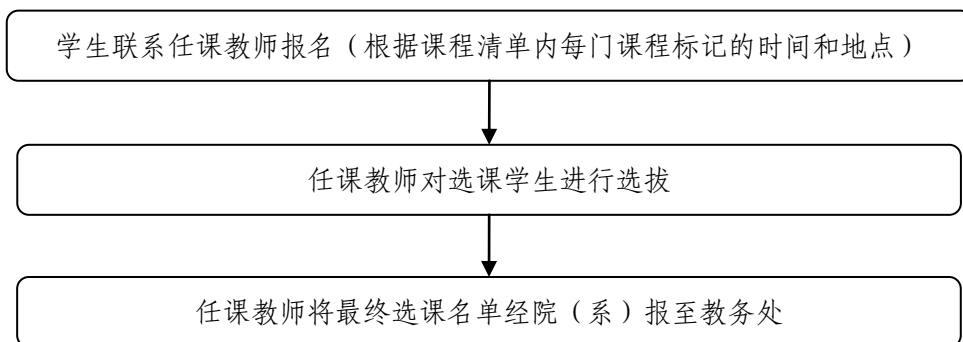 学生联系任课教师报名（根据课程清单内每门课程标记的时间和地点）
任课教师对选课学生进行选拔
任课教师将最终选课名单经院（系）报至教务处